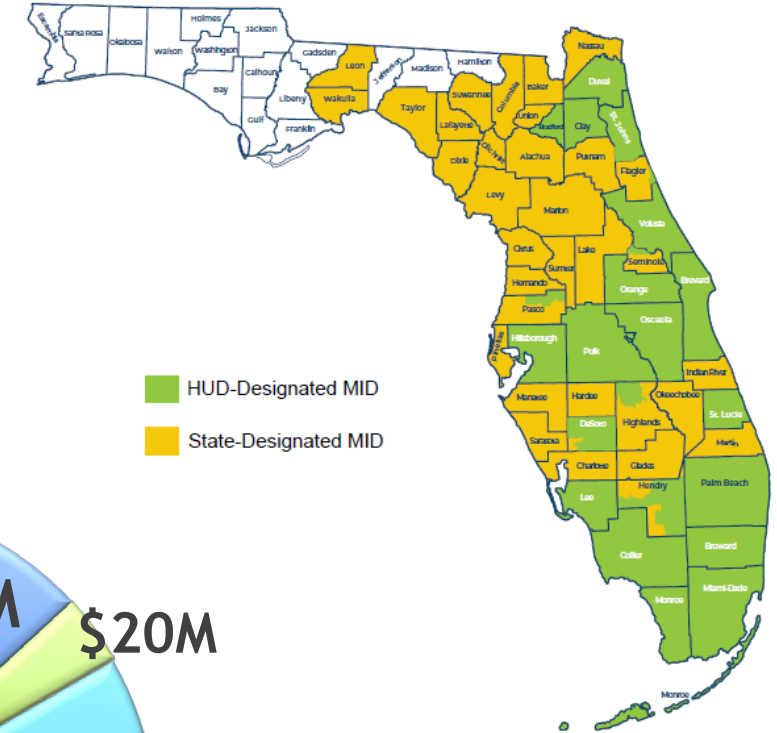 Escambia
Santa Rosa
Okaloosa
Walton
Holmes
Washington
Jackson
Bay
Calhoun
Gulf
Liberty
Gadsden
Franklin
Leon
Wakulla
Jefferson
Madison
Taylor
Hamilton
Suwannee
Lafayette
Dixie
Columbia
Gilchrist
Levy
Baker
Union
Bradford
Alachua
Nassau
Duval
Clay
St. Johns
Putnam
Flagler
Marion
Volusia
Citrus
Sumter
Lake
Hernando
Seminole
Orange
Brevard
Pasco
Osceola
Pinellas
Hillsborough
Polk
Indian River
Manatee
Hardee
Okeechobee
Highlands
St. Lucie
DeSoto
Sarasota
Martin
Charlotte
Glades
Lee
Hendry
Palm Beach
Collier
Broward
Monroe
Miami-Dade
Monroe
HUD-Designated MID
State-Designated MID
M
$20M